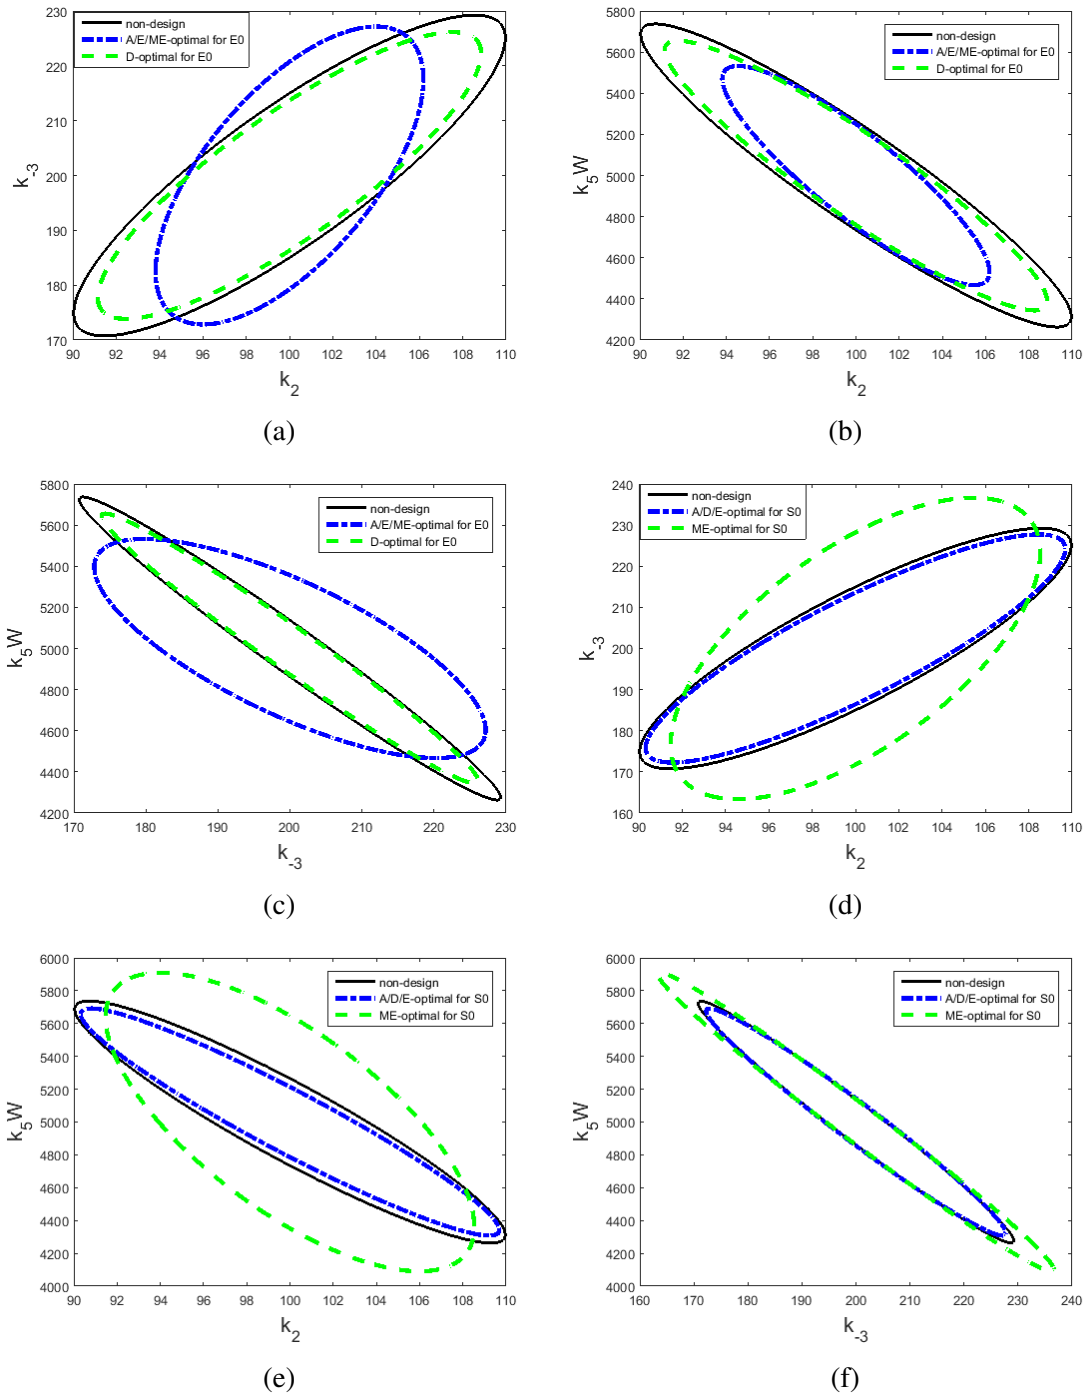 non-design
A/E/ME-optimal for E0
D-optimal for E0
230
220
210
200
190
180
170
k-3
90 92 94 96 98 100 102 104 106 108 110
k2
(a)
non-design
A/E/ME-optimal for E0
D-optimal for E0
5800
5600
5400
5200
5000
4800
4600
4400
4200
k5W
90 92 94 96 98 100 102 104 106 108 110
k2
(b)
non-design
A/E/ME-optimal for E0
D-optimal for E0
5800
5600
5400
5200
5000
4800
4600
4400
4200
k5W
170 180 190 200 210 220 230
k-3
(c)
non-design
A/D/E-optimal for S0
ME-optimal for S0
240
230
220
210
200
190
180
170
160
k-3
90 92 94 96 98 100 102 104 106 108 110
k2
(d)
non-design
A/D/E-optimal for S0
ME-optimal for S0
6000
5800
5600
5400
5200
5000
4800
4600
4400
4200
4000
k5W
90 92 94 96 98 100 102 104 106 108 110
k2
(e)
non-design
A/D/E-optimal for S0
ME-optimal for S0
6000
5800
5600
5400
5200
5000
4800
4600
4400
4200
4000
k5W
160 170 180 190 200 210 220 230 240
k-3
(f)